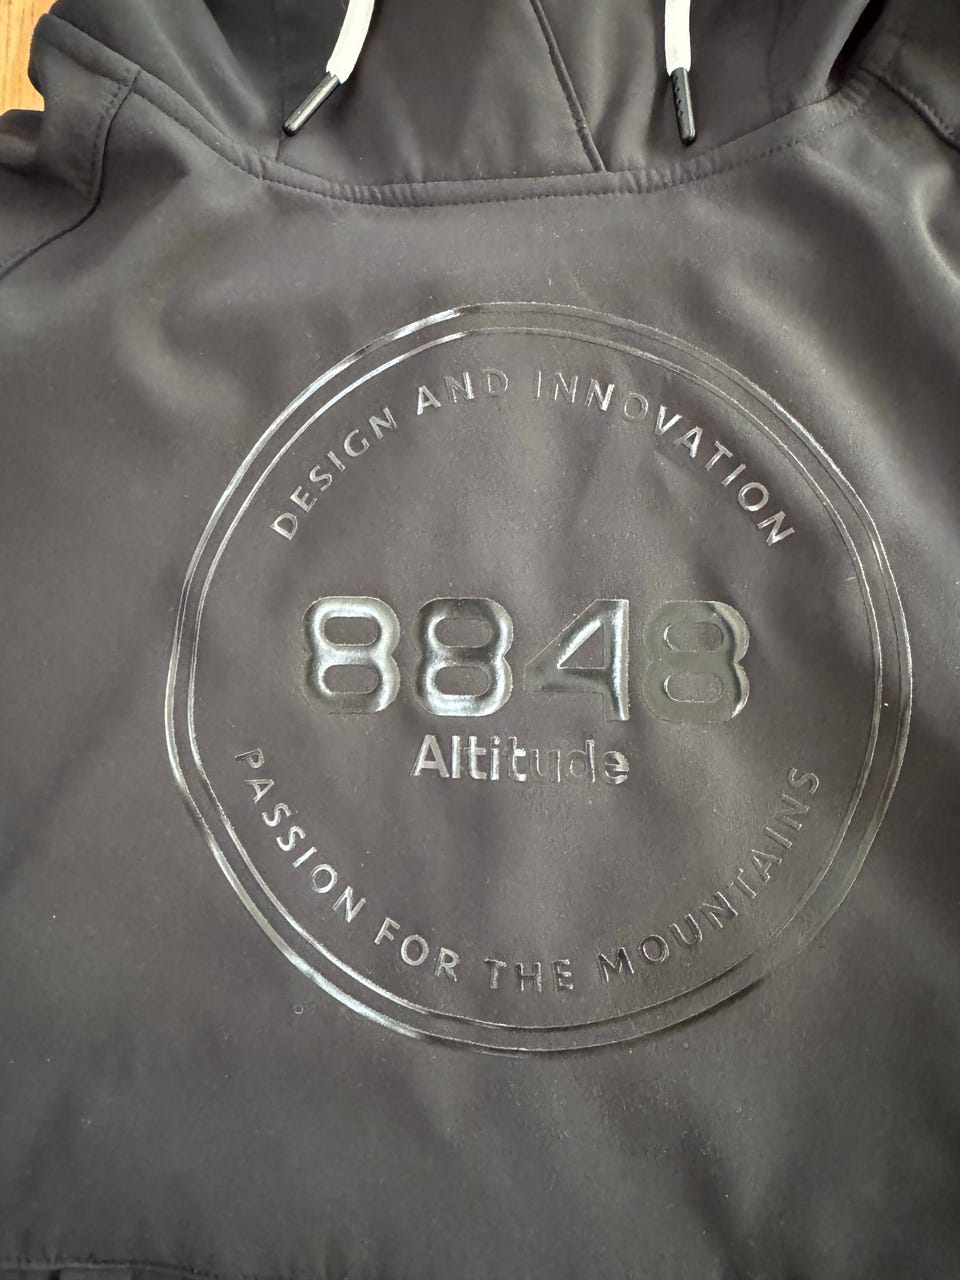 DESIGN AND INNOVATION
8848
Altitude
PASSION FOR THE MOUNTAINS